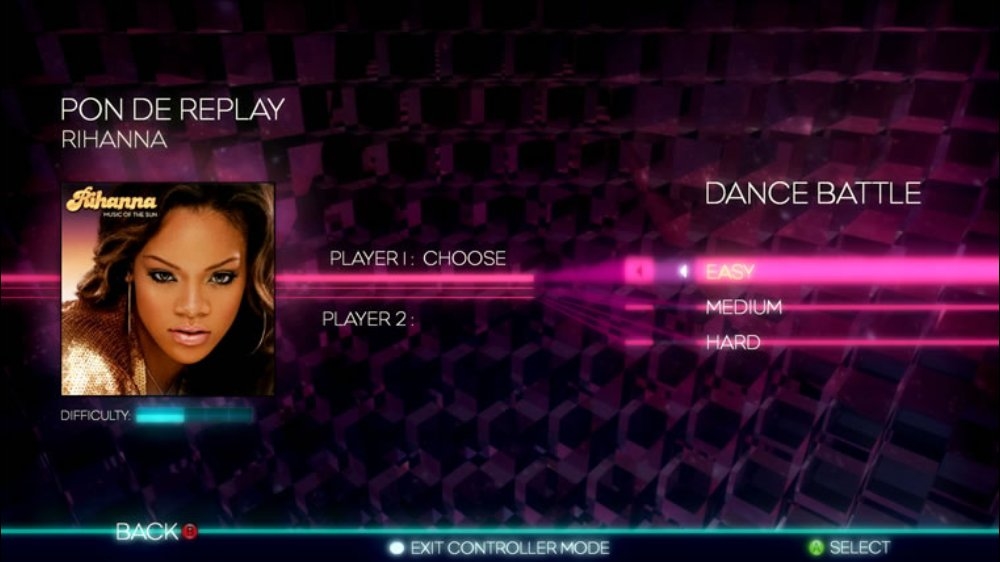 PON DE REPLAY
RIHANNA
Rihanna
MUSIC OF THE SUN
DIFFICULTY:
PLAYER 1: CHOOSE
PLAYER 2:
DANCE BATTLE
EASY
MEDIUM
HARD
BACK B
EXIT CONTROLLER MODE
A SELECT